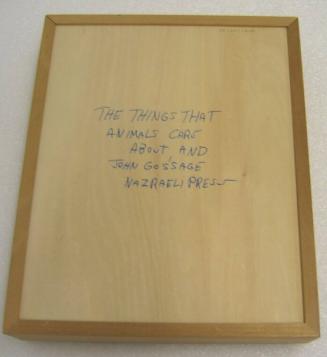 THE THINGS THAT
ANIMALS CARE
ABOUT AND
JOHN GOSSAGE
NAZRAELI PRESS